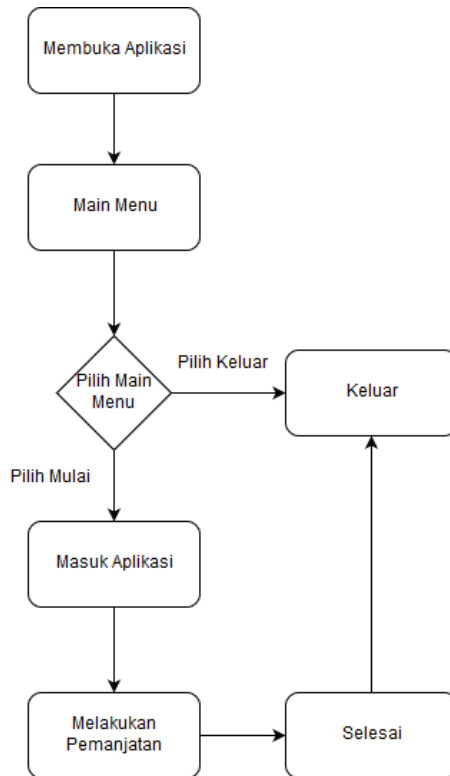 Membuka Aplikasi
Main Menu
Pilih Main
Menu
Pilih Keluar
Keluar
Pilih Mulai
Masuk Aplikasi
Melakukan
Pemanjatan
Selesai